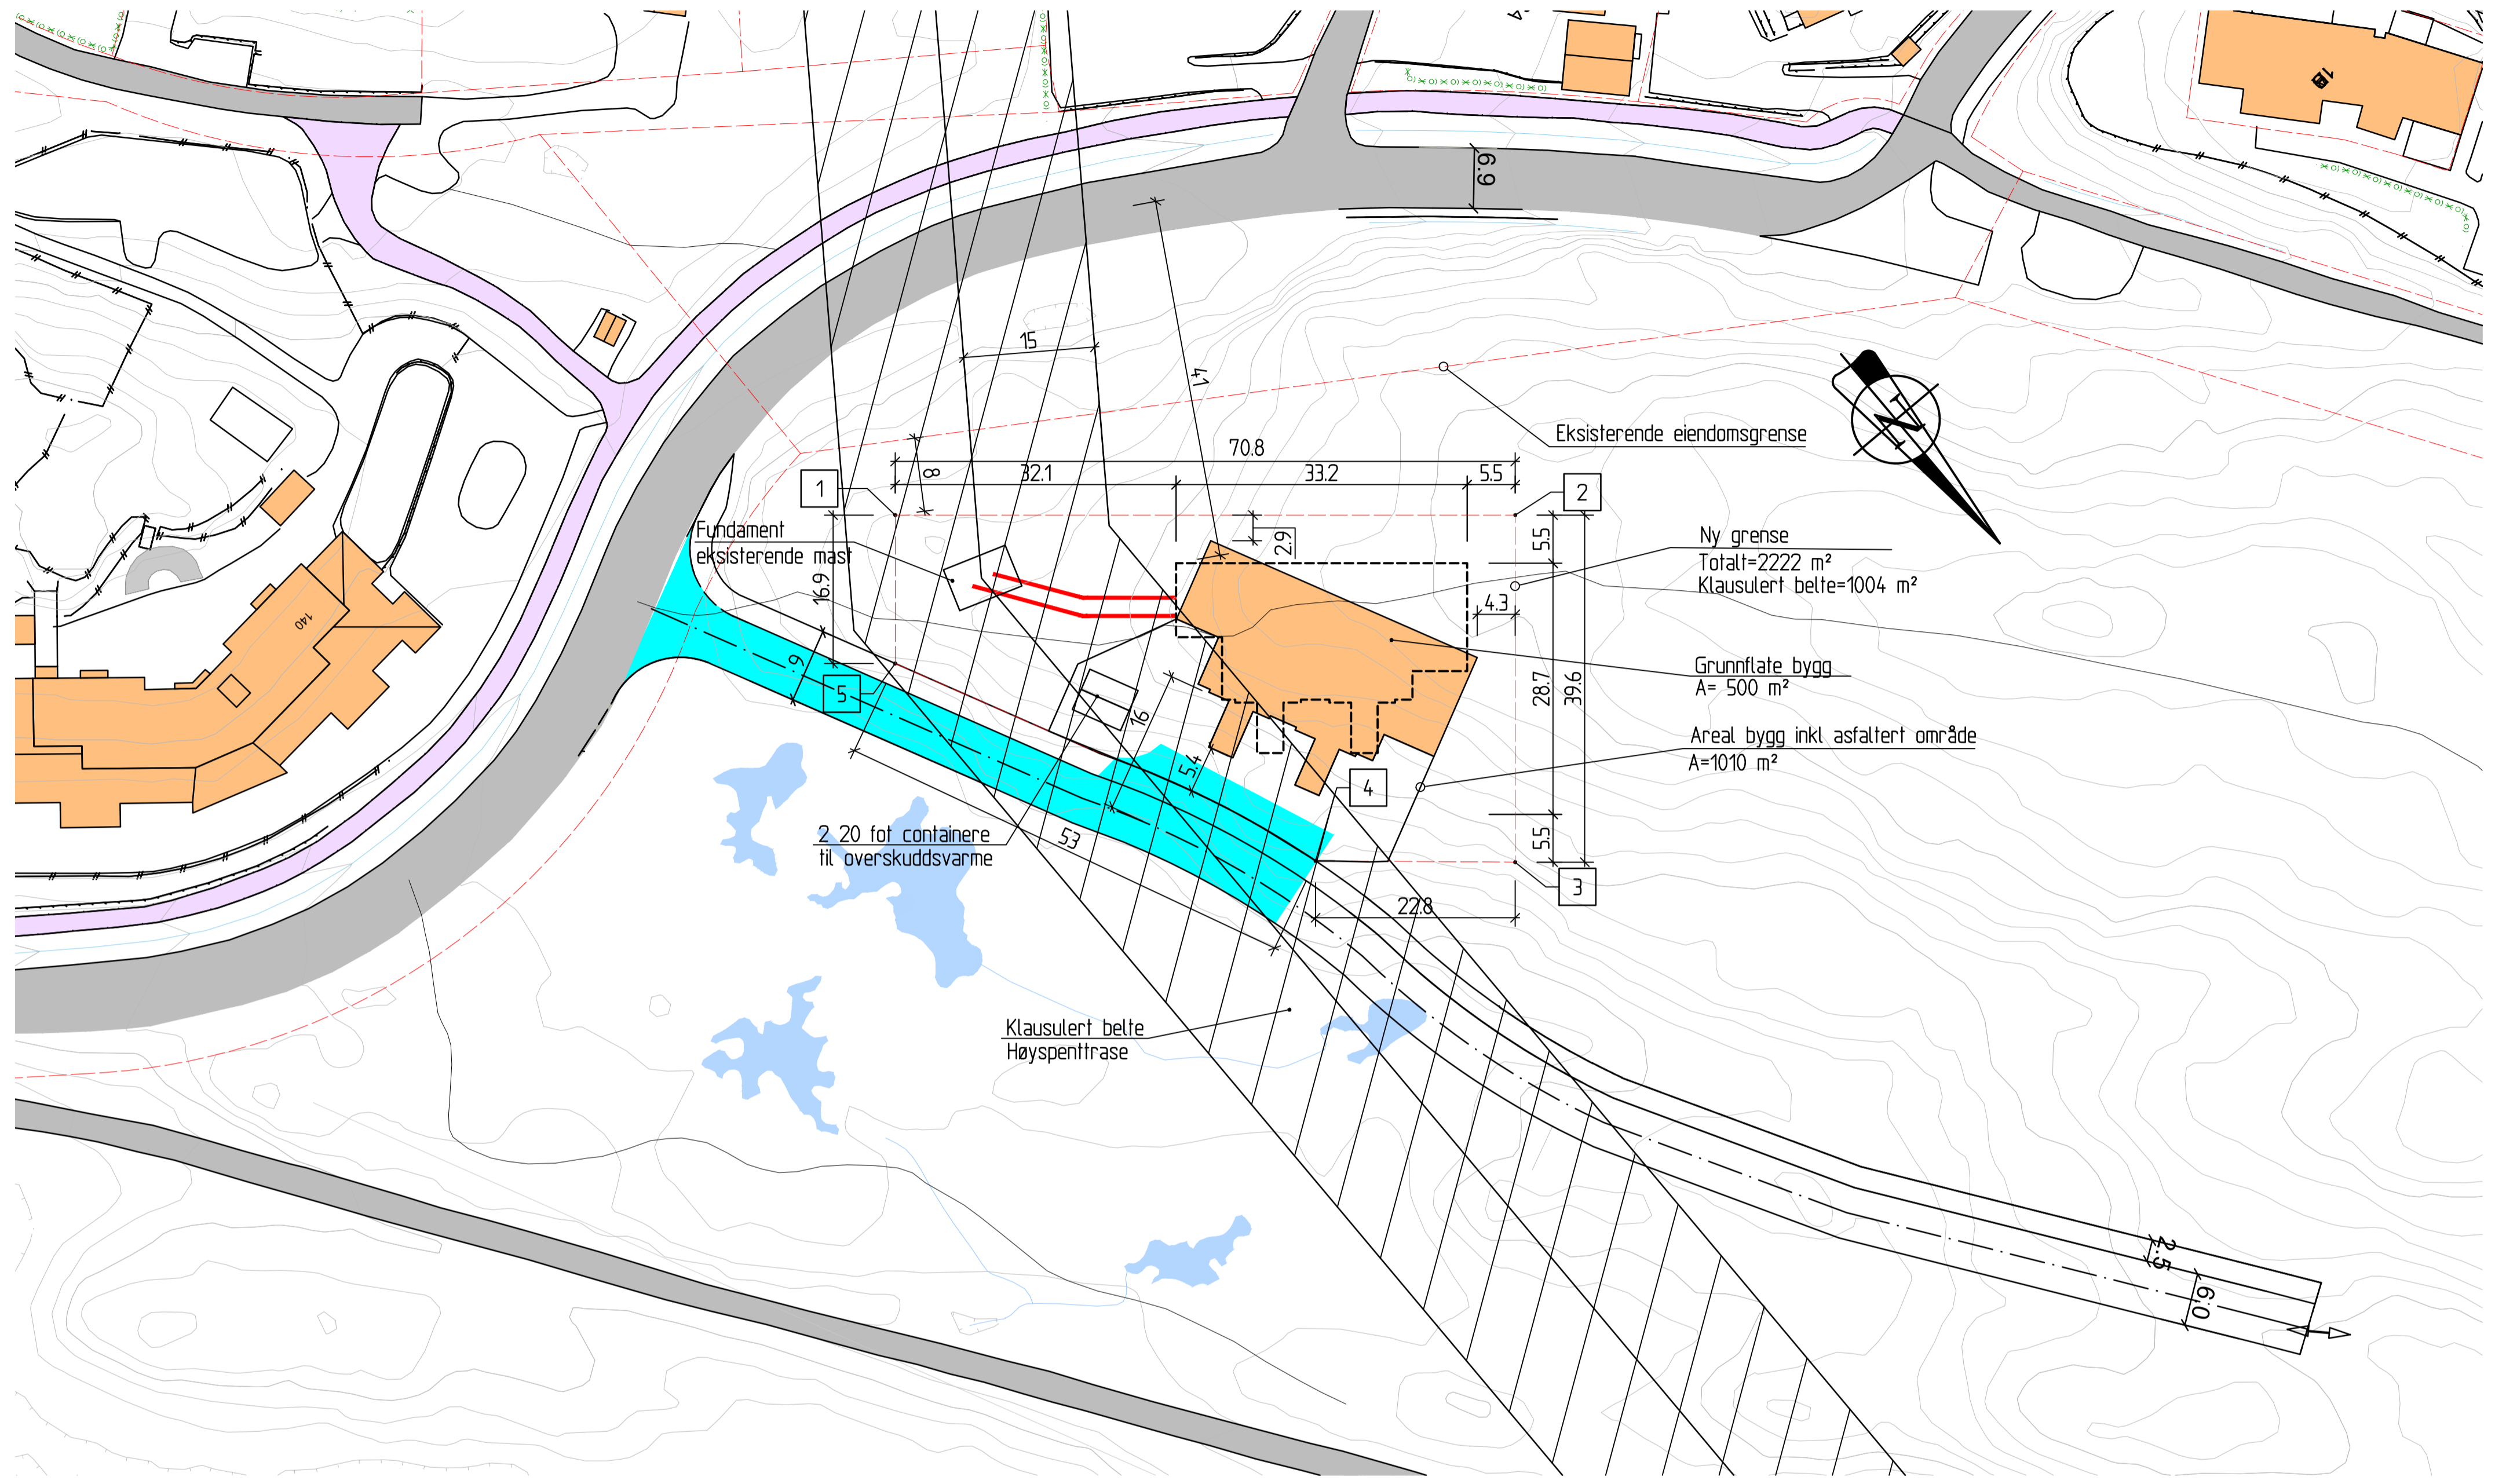 6.9
15
41
Eksisterende eiendomsgrense
70.8
8
32.1
33.2
5.5
1
2
Fundament
eksisterende mast
2.9
5.5
Ny grense
Totalt=2222 m²
Klausulert belte=1004 m²
16.9
4.3
140
9
5
16
28.7
39.6
Grunnflate bygg
A= 500 m²
Areal bygg inkl asfaltert område
A=1010 m²
5.4
4
2 20 fot containere
til overskuddsvarme
53
5.5
3
22.8
Klausulert belte
Høyspenttrase
2.5
6.0
N